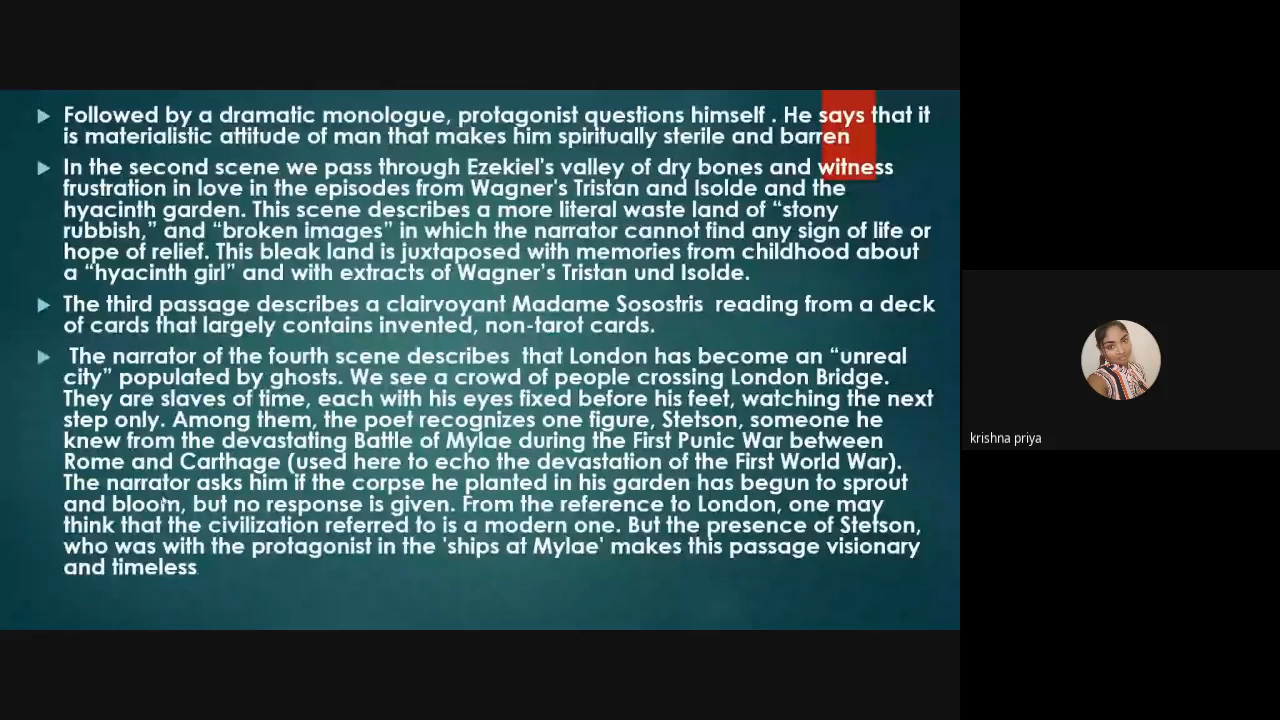 Followed by a dramatic monologue, protagonist questions himself . He says that it
is materialistic attitude of man that makes him spiritually sterile and barren
In the second scene we pass through Ezekiel's valley of dry bones and witness
frustration in love in the episodes from Wagner's Tristan and Isolde and the
hyacinth garden. This scene describes a more literal waste land of “stony
rubbish,” and “broken images” in which the narrator cannot find any sign of life or
hope of relief. This bleak land is juxtaposed with memories from childhood about
a “hyacinth girl” and with extracts of Wagner’s Tristan und Isolde.
The third passage describes a clairvoyant Madame Sosostris reading from a deck
of cards that largely contains invented, non-tarot cards.
The narrator of the fourth scene describes that London has become an “unreal
city” populated by ghosts. We see a crowd of people crossing London Bridge.
They are slaves of time, each with his eyes fixed before his feet, watching the next
step only. Among them, the poet recognizes one figure, Stetson, someone he
knew from the devastating Battle of Mylae during the First Punic War between
Rome and Carthage (used here to echo the devastation of the First World War).
The narrator asks him if the corpse he planted in his garden has begun to sprout
and bloom, but no response is given. From the reference to London, one may
think that the civilization referred to is a modern one. But the presence of Stetson,
who was with the protagonist in the 'ships at Mylae' makes this passage visionary
and timeless.
krishna priya